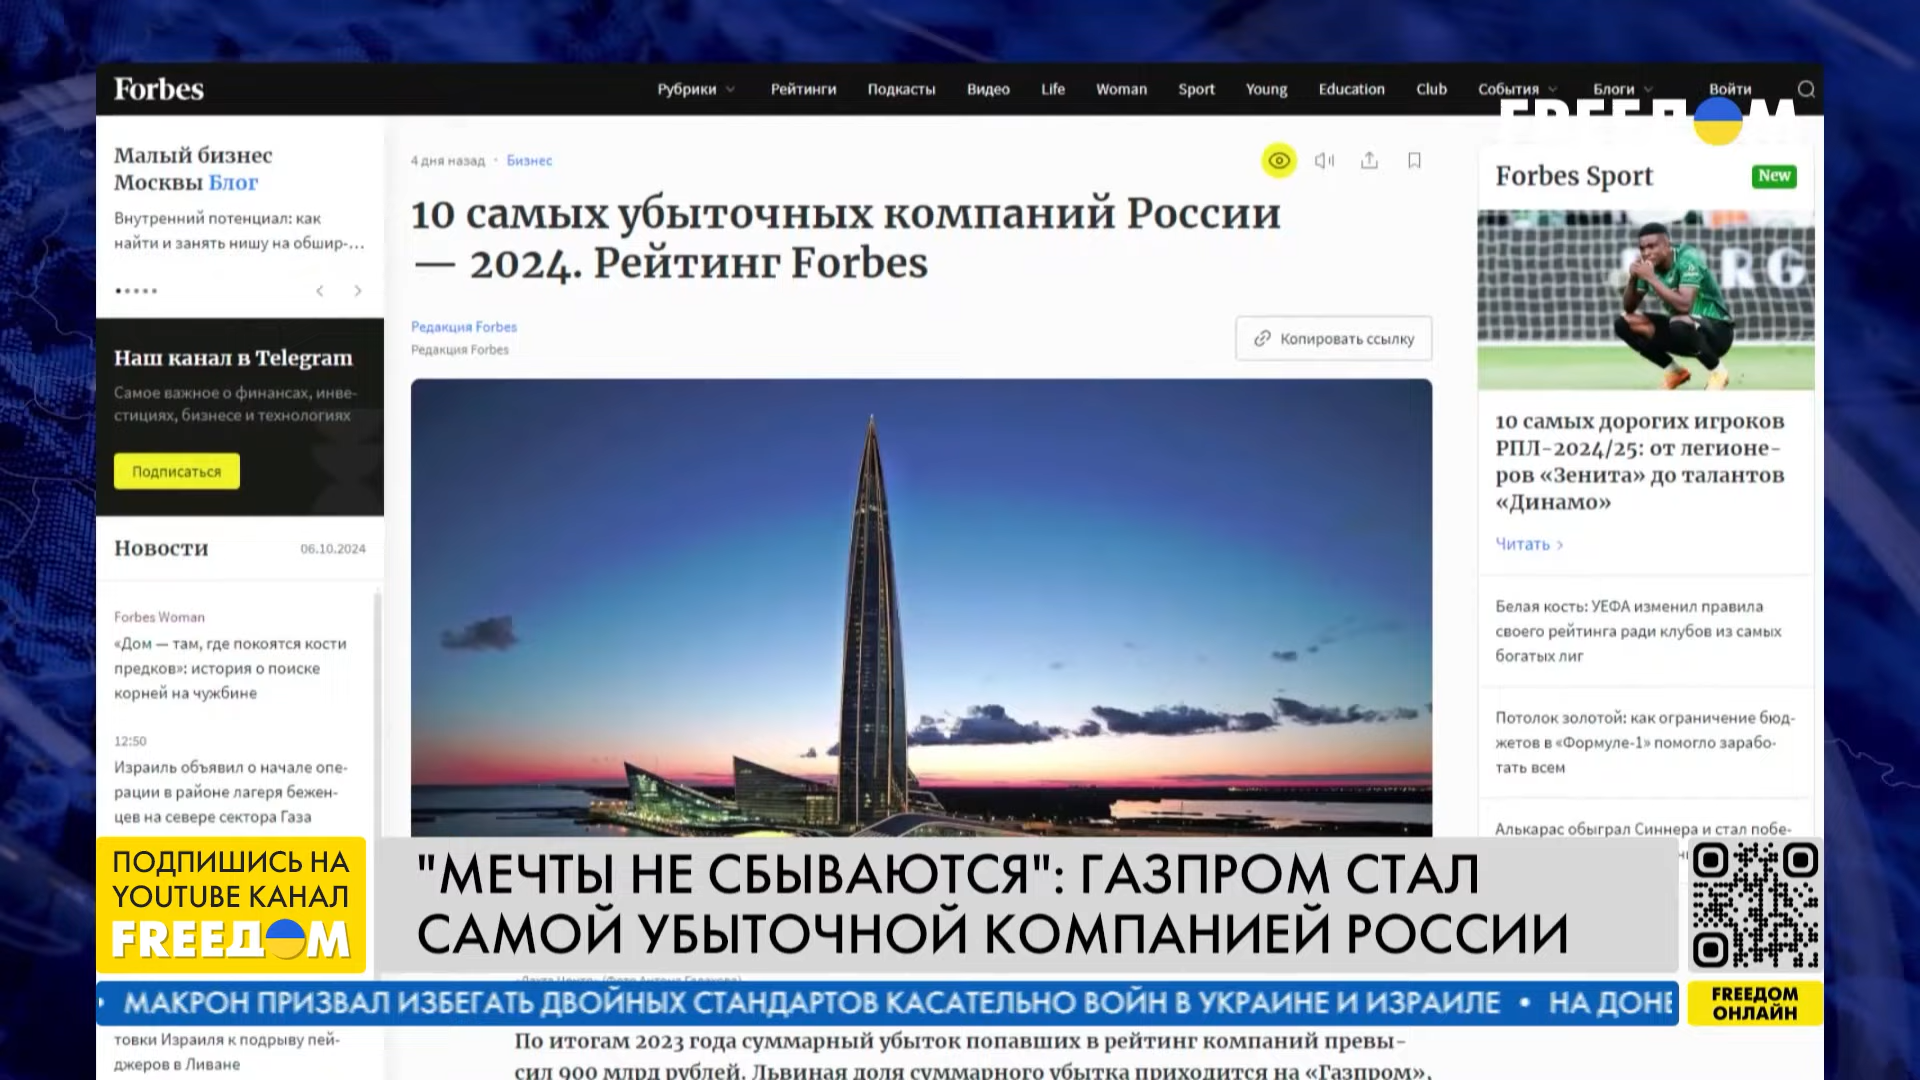 Forbes
Рубрики
Рейтинги
Подкасты
Видео
Life
Woman
Sport
Young
Education
Club
События
Блоги
Войти
FREEДOM
Малый бизнес
Москвы Блог
Внутренний потенциал: как
найти и занять нишу на обшир-...
Наш канал в Telegram
Самое важное о финансах, инве-
стициях, бизнесе и технологиях
Подписаться
Новости
06.10.2024
Forbes Woman
«Дом — там, где покоятся кости
предков»: история о поиске
корней на чужбине
12:50
Израиль объявил о начале опе-
рации в районе лагеря бежен-
цев на севере сектора Газа
4 дня назад · Бизнес
10 самых убыточных компаний России
— 2024. Рейтинг Forbes
Редакция Forbes
Редакция Forbes
Копировать ссылку
Forbes Sport
New
10 самых дорогих игроков
РПЛ-2024/25: от легионе-
ров «Зенита» до талантов
«Динамо»
Читать >
Белая кость: УЕФА изменил правила
своего рейтинга ради клубов из самых
богатых лиг
Потолок золотой: как ограничение бюд-
жетов в «Формуле-1» помогло зарабо-
тать всем
Алькарас обыграл Синнера и стал побе-
ПОДПИШИСЬ НА
YOUTUBE КАНАЛ
FREEДOM
"МЕЧТЫ НЕ СБЫВАЮТСЯ": ГАЗПРОМ СТАЛ
САМОЙ УБЫТОЧНОЙ КОМПАНИЕЙ РОССИИ
МАКРОН ПРИЗВАЛ ИЗБЕГАТЬ ДВОЙНЫХ СТАНДАРТОВ КАСАТЕЛЬНО ВОЙН В УКРАИНЕ И ИЗРАИЛЕ • НА ДОНЕ
FREEДОМ
ОНЛАЙН
товки Израиля к подрыву пей-
джеров в Ливане
По итогам 2023 года суммарный убыток попавших в рейтинг компаний превы-
сил 900 млрд рублей. Львиная доля суммарного убытка приходится на «Газпром»,